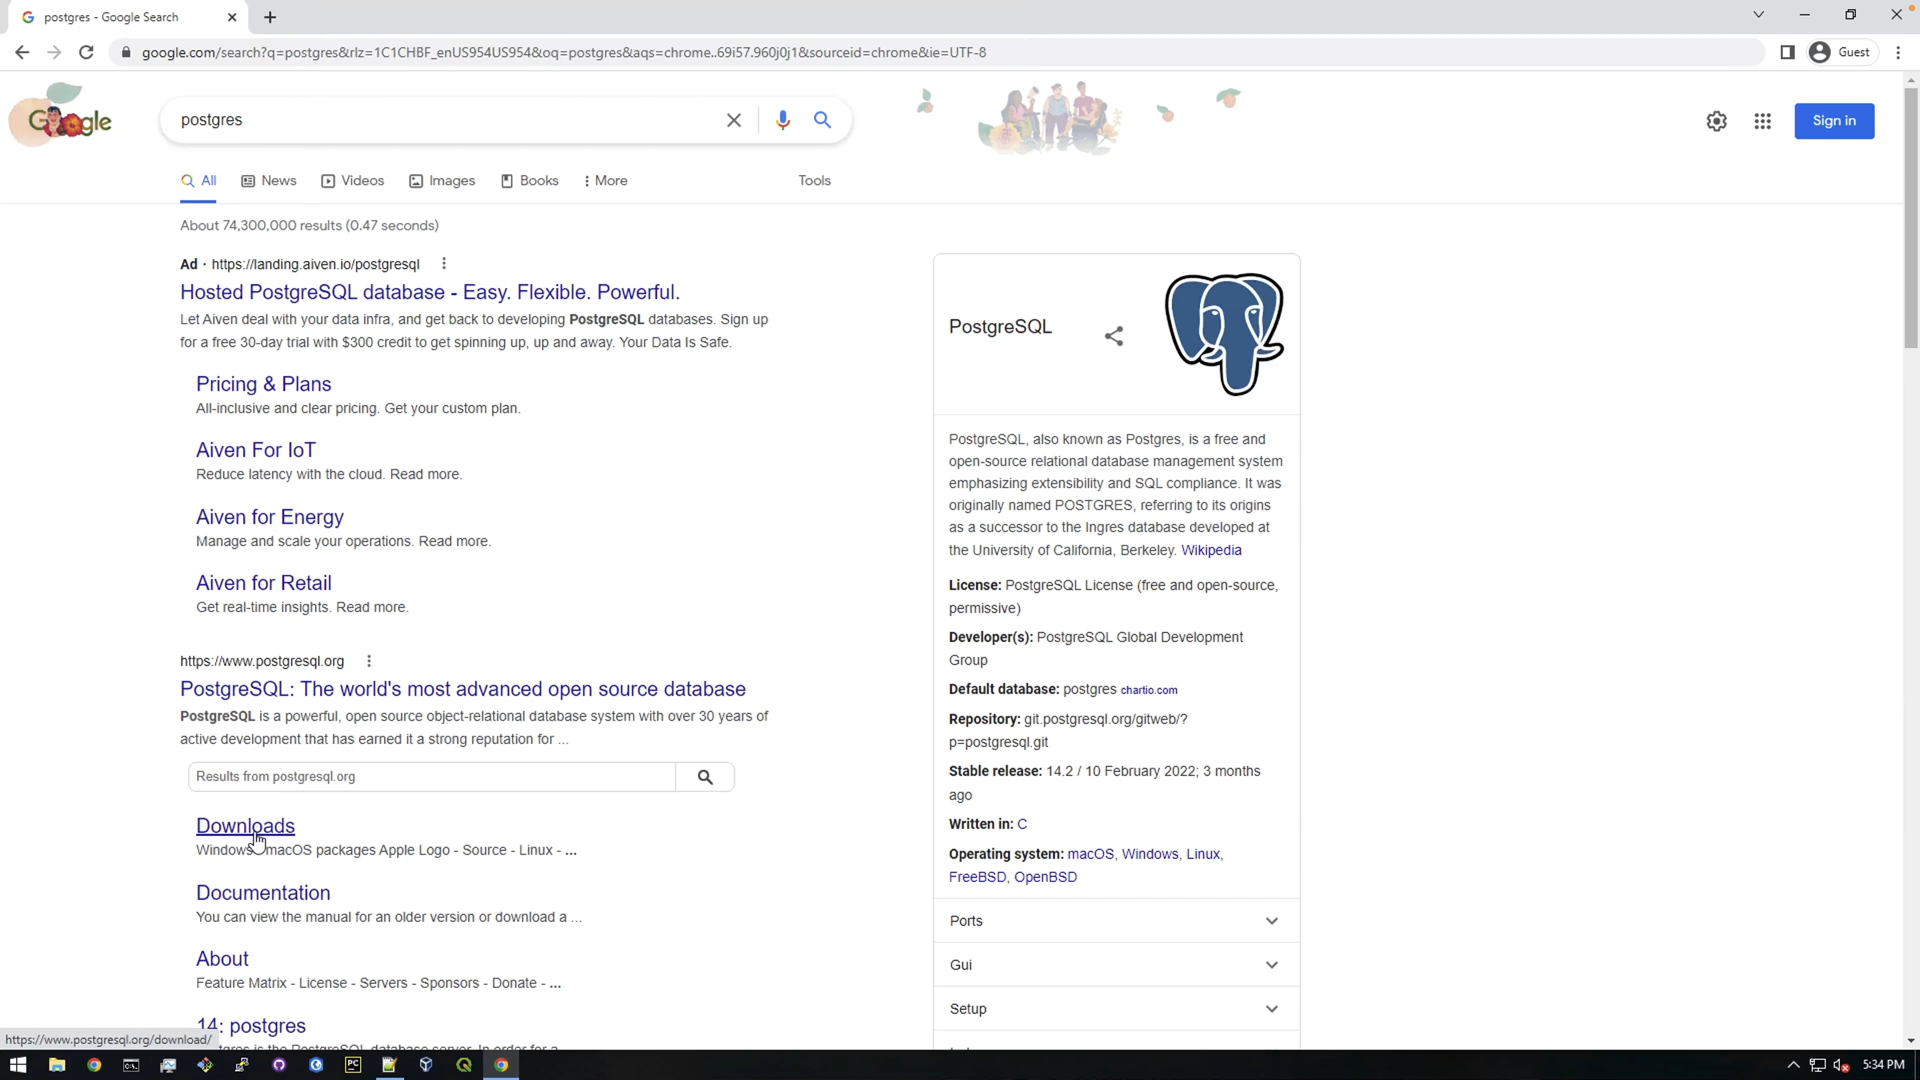 postgres - Google Search
google.com/search?q=postgres&rlz=1C1CHBF_enUS954US954&oq=postgres&aqs=chrome..69i57.960j0j1&sourceid=chrome&ie=UTF-8
Guest
Google
postgres
Sign in
All
News
Videos
Images
Books
More
Tools
About 74,300,000 results (0.47 seconds)
Ad · https://landing.aiven.io/postgresql
Hosted PostgreSQL database - Easy. Flexible. Powerful.
Let Aiven deal with your data infra, and get back to developing PostgreSQL databases. Sign up
for a free 30-day trial with $300 credit to get spinning up, up and away. Your Data Is Safe.
Pricing & Plans
All-inclusive and clear pricing. Get your custom plan.
Aiven For IoT
Reduce latency with the cloud. Read more.
Aiven for Energy
Manage and scale your operations. Read more.
Aiven for Retail
Get real-time insights. Read more.
https://www.postgresql.org
PostgreSQL: The world's most advanced open source database
PostgreSQL is a powerful, open source object-relational database system with over 30 years of
active development that has earned it a strong reputation for ...
Results from postgresql.org
Downloads
Windows macOS packages Apple Logo - Source - Linux - ...
Documentation
You can view the manual for an older version or download a ...
About
Feature Matrix - License - Servers - Sponsors - Donate - ...
14: postgres
https://www.postgresql.org/download/
PostgreSQL
PostgreSQL, also known as Postgres, is a free and
open-source relational database management system
emphasizing extensibility and SQL compliance. It was
originally named POSTGRES, referring to its origins
as a successor to the Ingres database developed at
the University of California, Berkeley. Wikipedia
License: PostgreSQL License (free and open-source,
permissive)
Developer(s): PostgreSQL Global Development
Group
Default database: postgres chartio.com
Repository: git.postgresql.org/gitweb/?
p=postgresql.git
Stable release: 14.2 / 10 February 2022; 3 months
ago
Written in: C
Operating system: macOS, Windows, Linux,
FreeBSD, OpenBSD
Ports
Gui
Setup
PC
5:34 PM